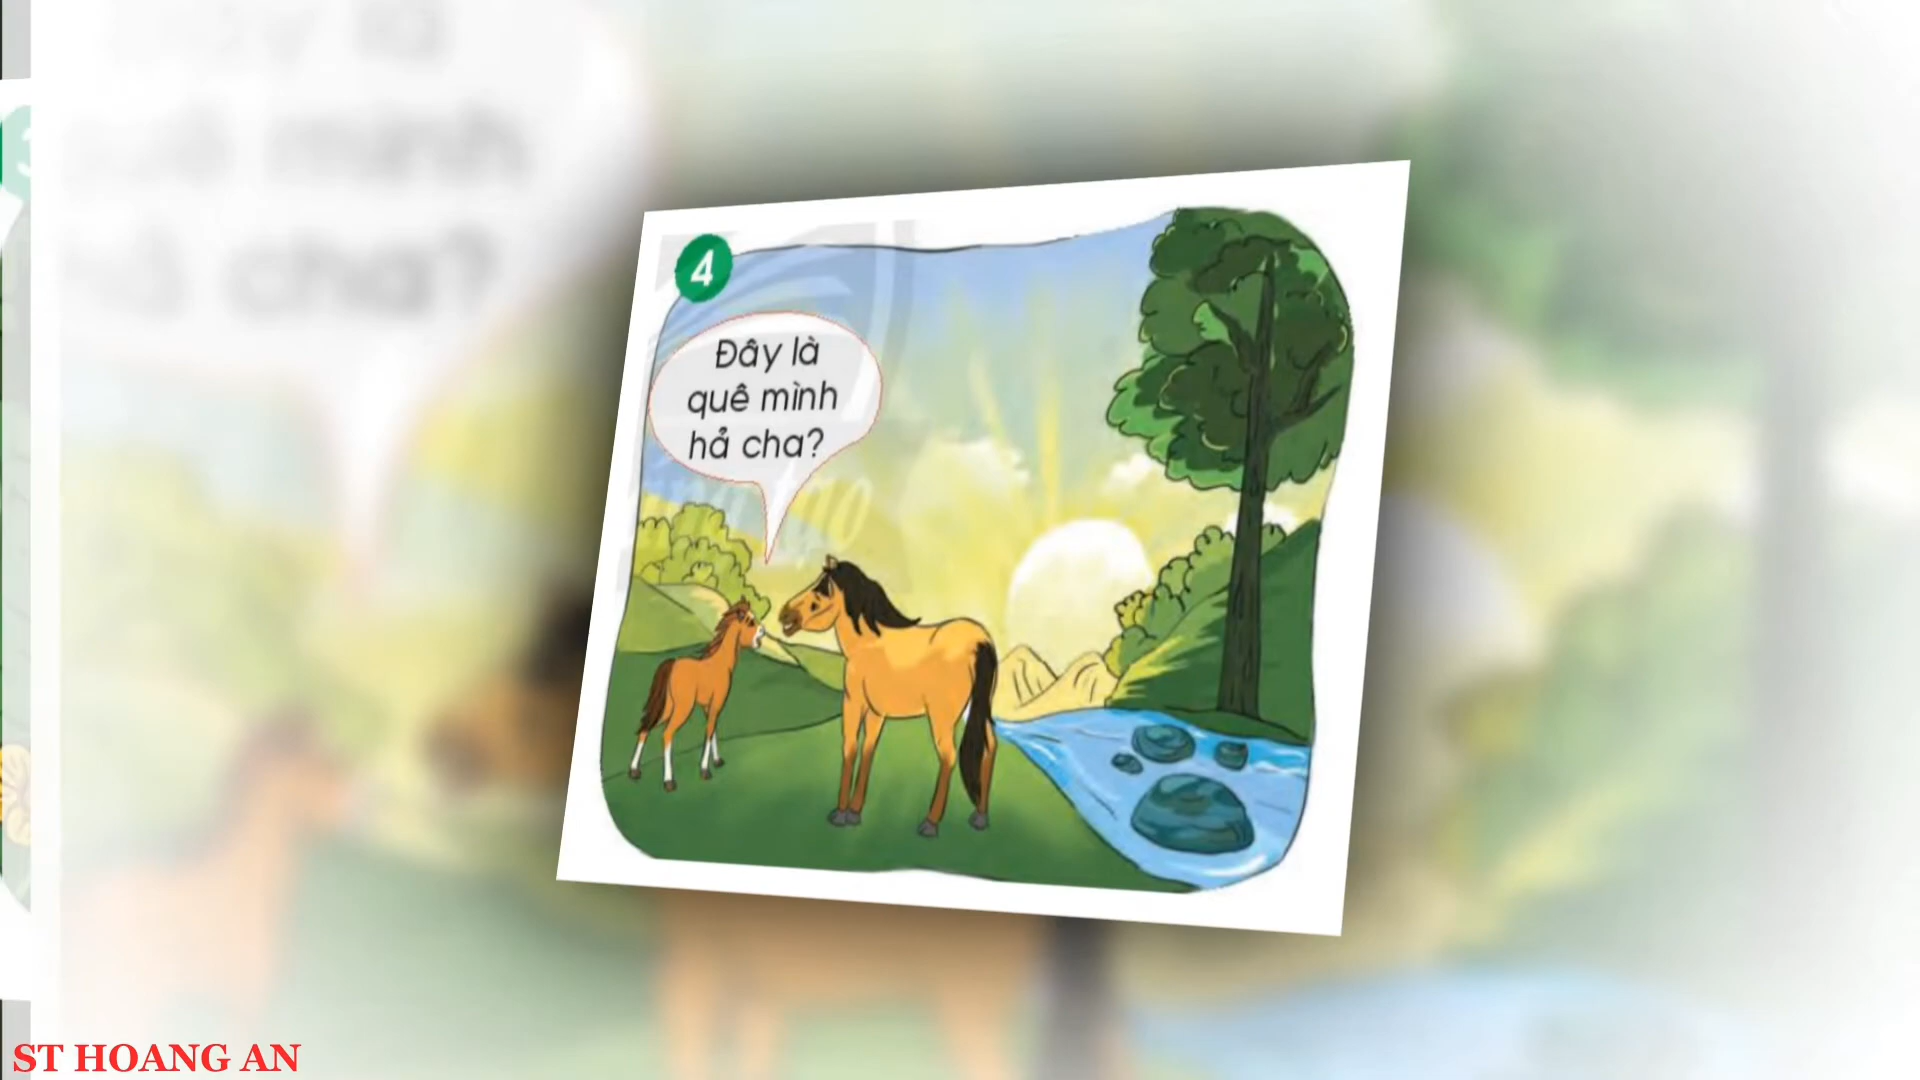 4
Đây là
quê mình
hả cha?
ST HOANG AN